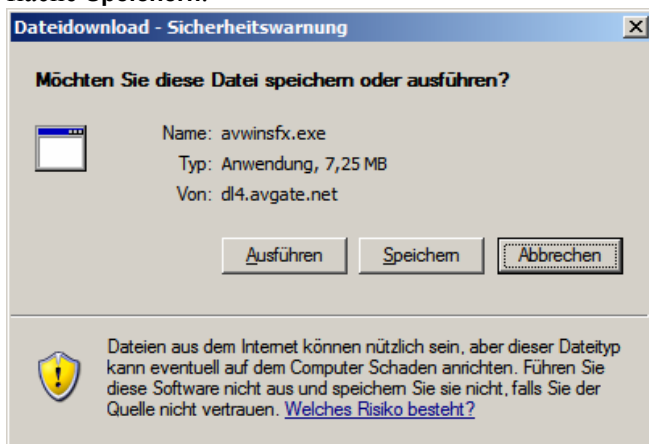 Dateidownload - Sicherheitswarnung
Möchten Sie diese Datei speichern oder ausführen?
Name: avwinsfx.exe
Typ: Anwendung, 7,25 MB
Von: dl4.avgate.net
Ausführen Speichern Abbrechen
Dateien aus dem Internet können nützlich sein, aber dieser Dateityp
kann eventuell auf dem Computer Schaden anrichten. Führen Sie
diese Software nicht aus und speichern Sie sie nicht, falls Sie der
Quelle nicht vertrauen. Welches Risiko besteht?